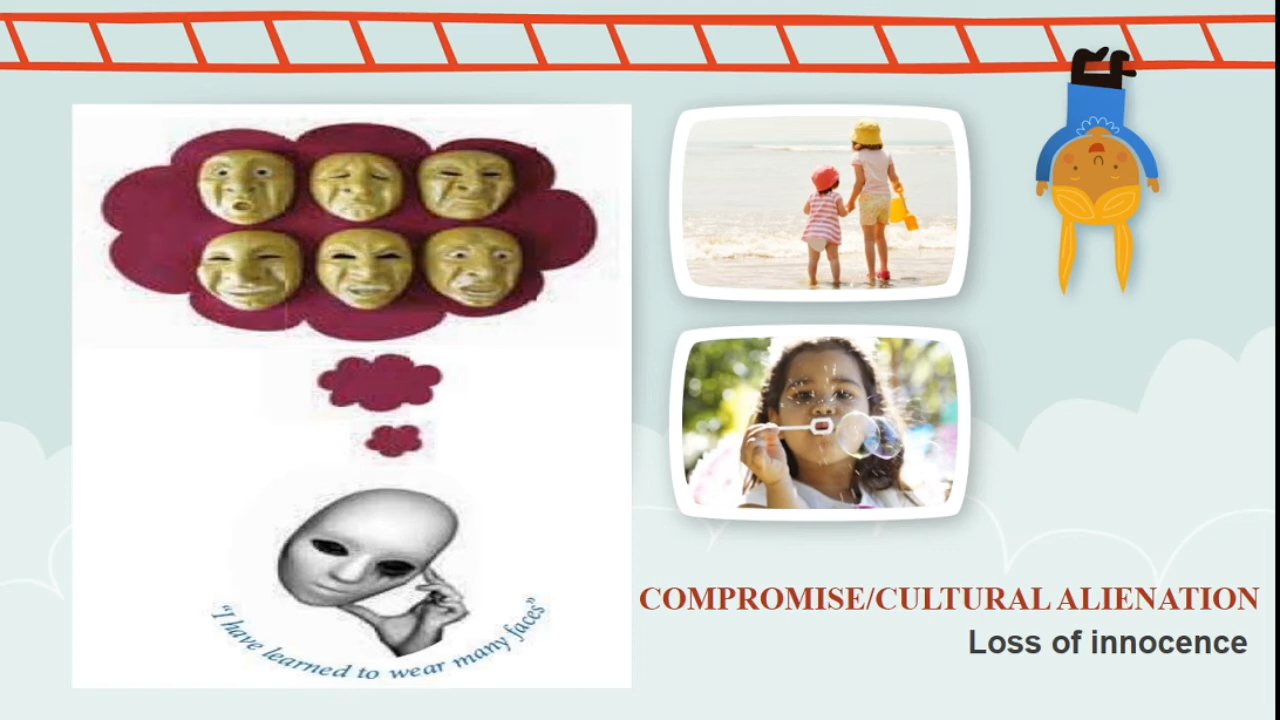 “I have learned to wear many faces”
COMPROMISE/CULTURAL ALIENATION
Loss of innocence